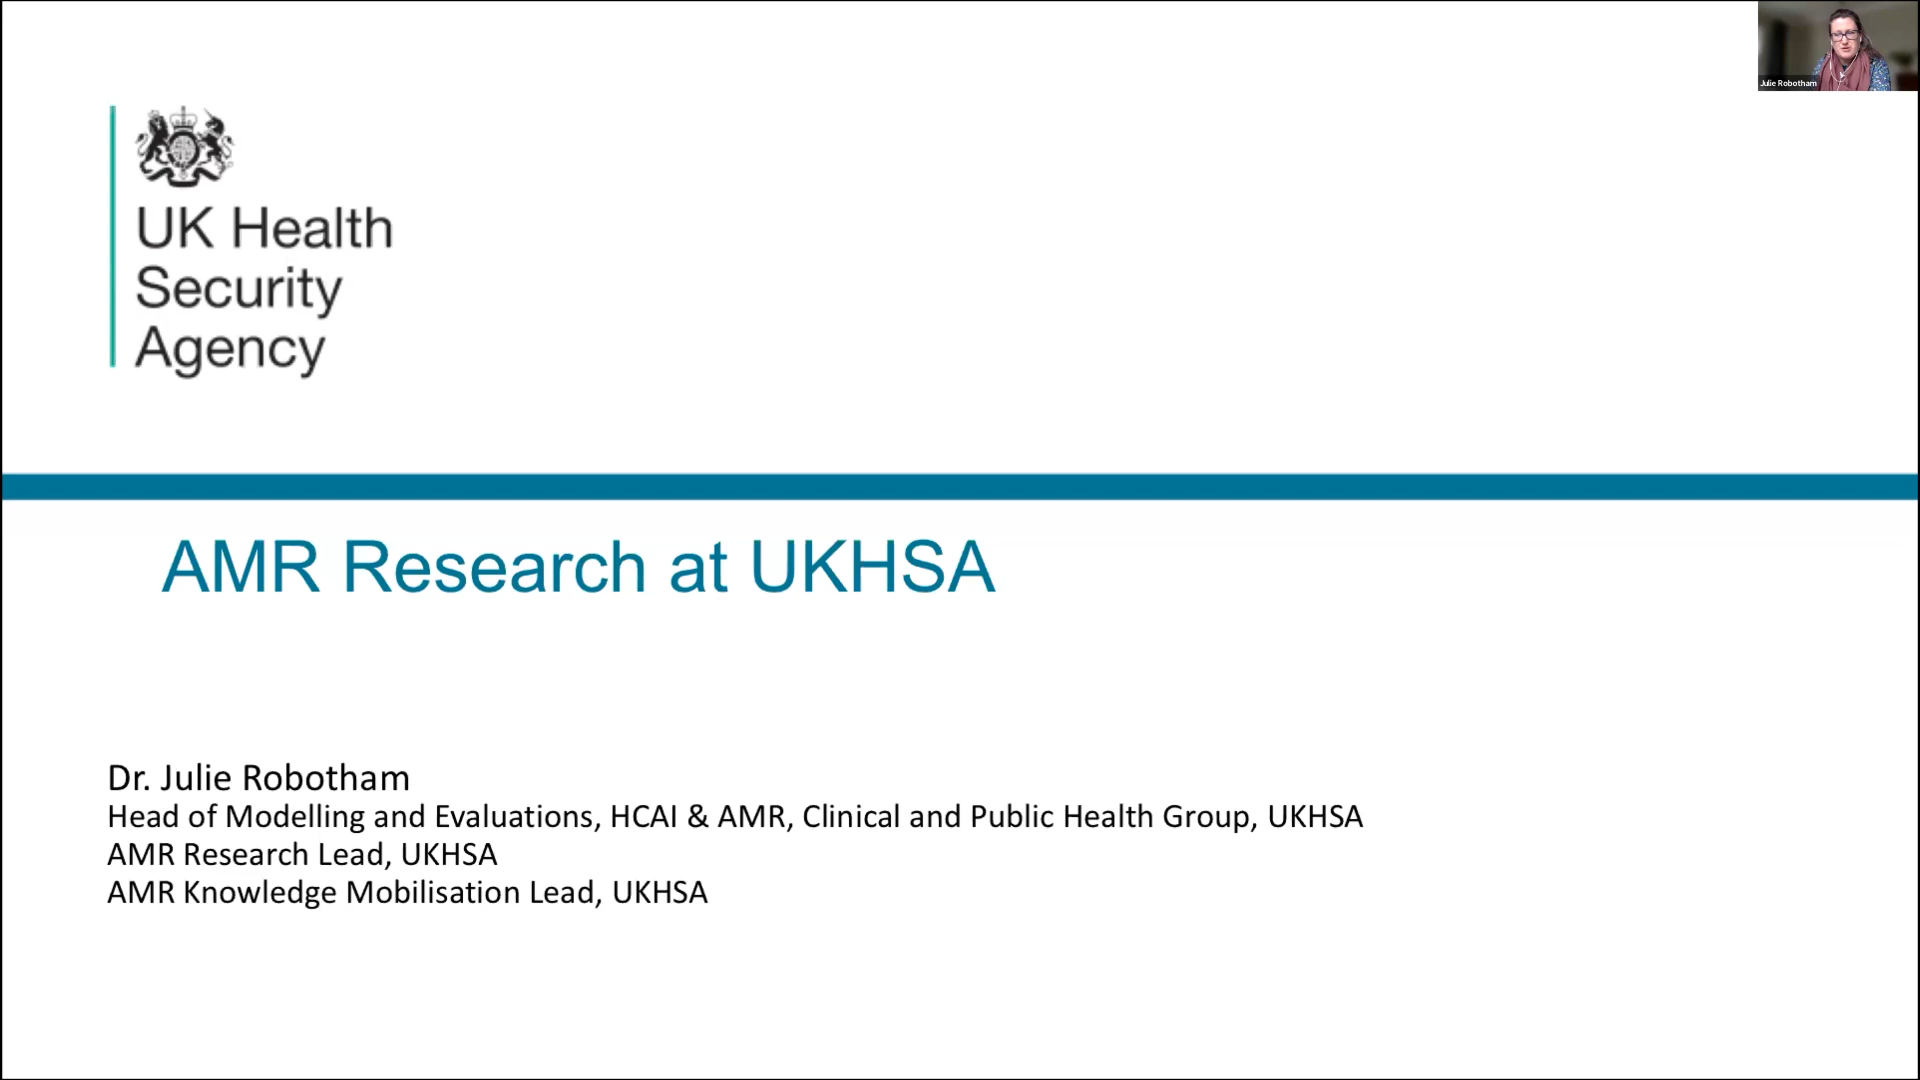 Julie Robotham
UK Health
Security
Agency
AMR Research at UKHSA
Dr. Julie Robotham
Head of Modelling and Evaluations, HCAI & AMR, Clinical and Public Health Group, UKHSA
AMR Research Lead, UKHSA
AMR Knowledge Mobilisation Lead, UKHSA